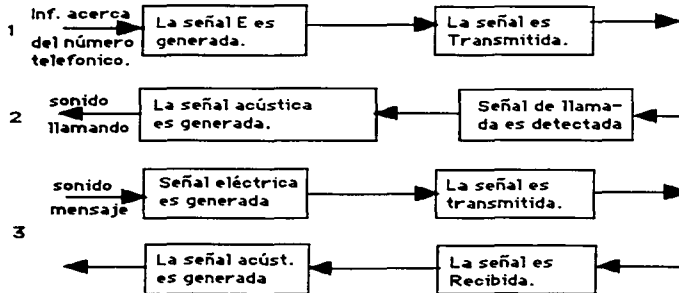 Inf. acerca
del número
telefonico.
1
La señal E es
generada.
La señal es
Transmitida.
2
sonido
llamando
La señal acústica
es generada.
Señal de llama-
da es detectada
sonido
mensaje
Señal eléctrica
es generada
La señal es
transmitida.
3
La señal acúst.
es generada
La señal es
Recibida.